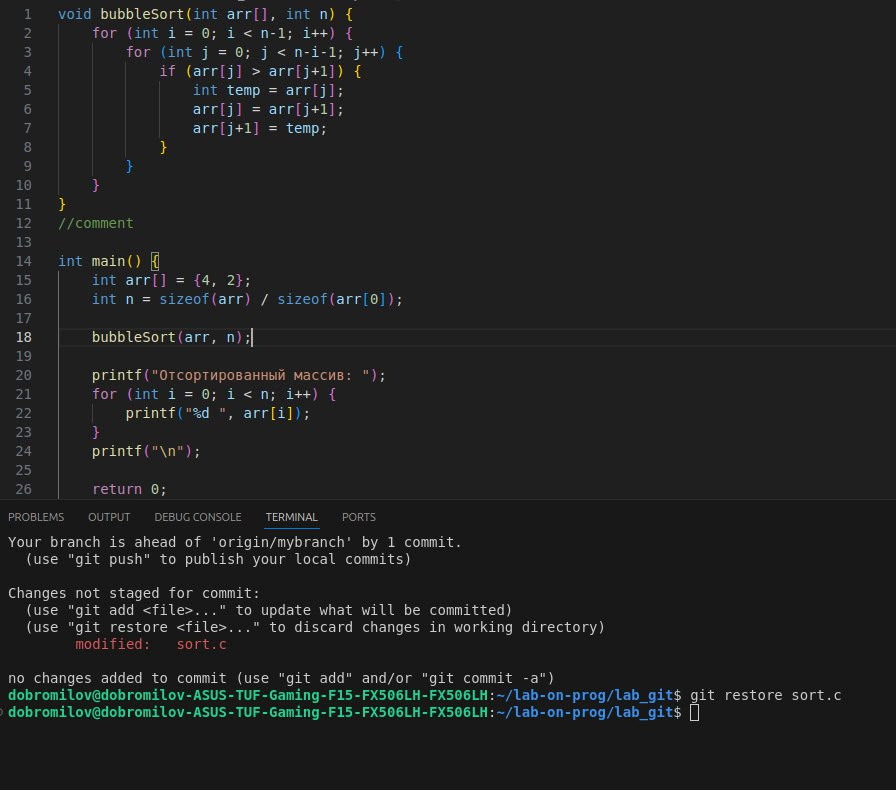 1 void bubbleSort(int arr[], int n) {
2     for (int i = 0; i < n-1; i++) {
3         for (int j = 0; j < n-i-1; j++) {
4             if (arr[j] > arr[j+1]) {
5                 int temp = arr[j];
6                 arr[j] = arr[j+1];
7                 arr[j+1] = temp;
8             }
9         }
10     }
11 }
12 //comment
13
14 int main() {
15     int arr[] = {4, 2};
16     int n = sizeof(arr) / sizeof(arr[0]);
17
18     bubbleSort(arr, n);
19
20     printf("Отсортированный массив: ");
21     for (int i = 0; i < n; i++) {
22         printf("%d ", arr[i]);
23     }
24     printf("\n");
25
26     return 0;
PROBLEMS OUTPUT DEBUG CONSOLE TERMINAL PORTS
Your branch is ahead of 'origin/mybranch' by 1 commit.
  (use "git push" to publish your local commits)
Changes not staged for commit:
  (use "git add <file>..." to update what will be committed)
  (use "git restore <file>..." to discard changes in working directory)
        modified:   sort.c
no changes added to commit (use "git add" and/or "git commit -a")
dobromilov@dobromilov-ASUS-TUF-Gaming-F15-FX506LH-FX506LH:~/lab-on-prog/lab_git$ git restore sort.c
dobromilov@dobromilov-ASUS-TUF-Gaming-F15-FX506LH-FX506LH:~/lab-on-prog/lab_git$